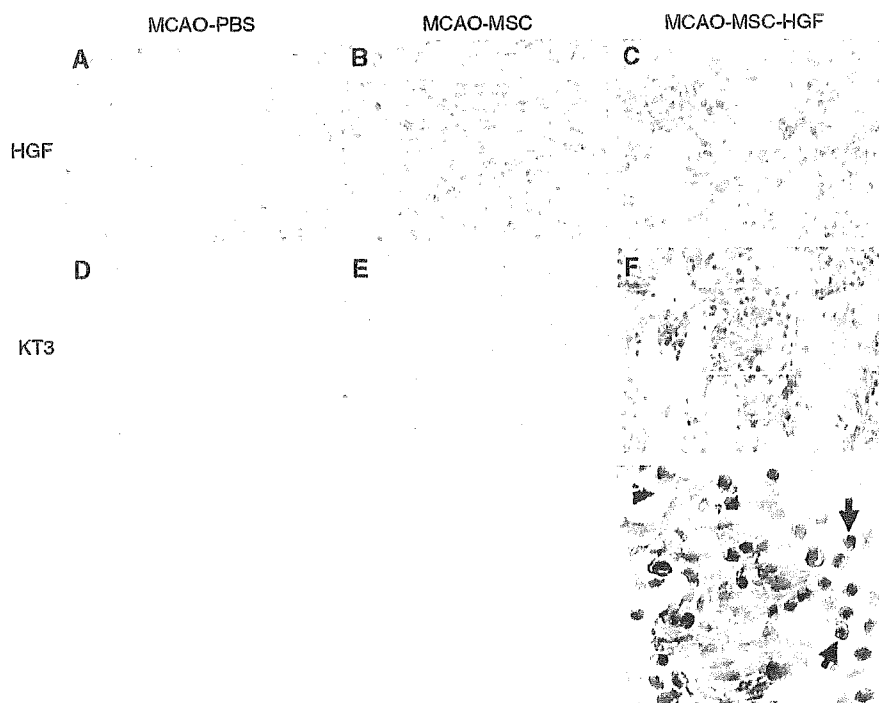 MCAO-PBS MCAO-MSC MCAO-MSC-HGF
A B C
HGF
D E F
KT3